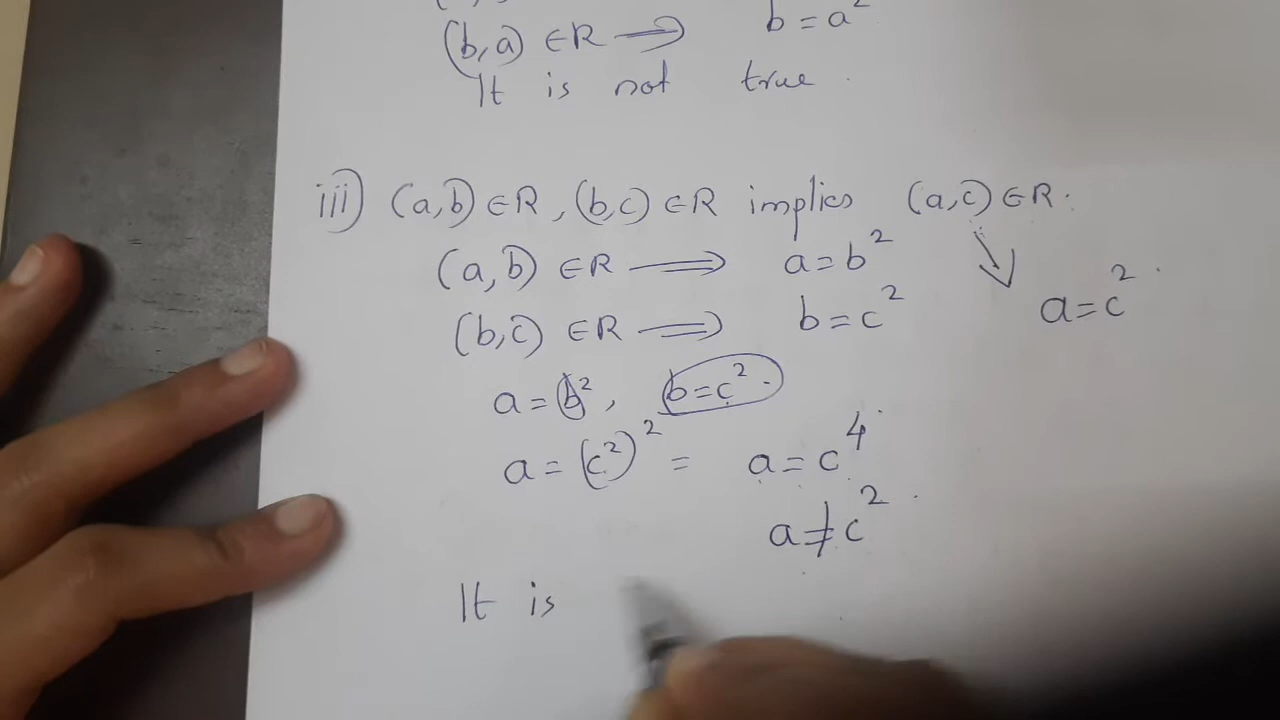 (b,a) ∈R ⟹ b = a²
It is not true.
iii) (a,b) ∈R, (b,c) ∈R implies (a,c) ∈R.
(a,b) ∈R ⟹ a = b²
(b,c) ∈R ⟹ b = c²
a = c².
a = b², b = c².
a = (c²)² = a = c⁴.
a ≠ c².
It is